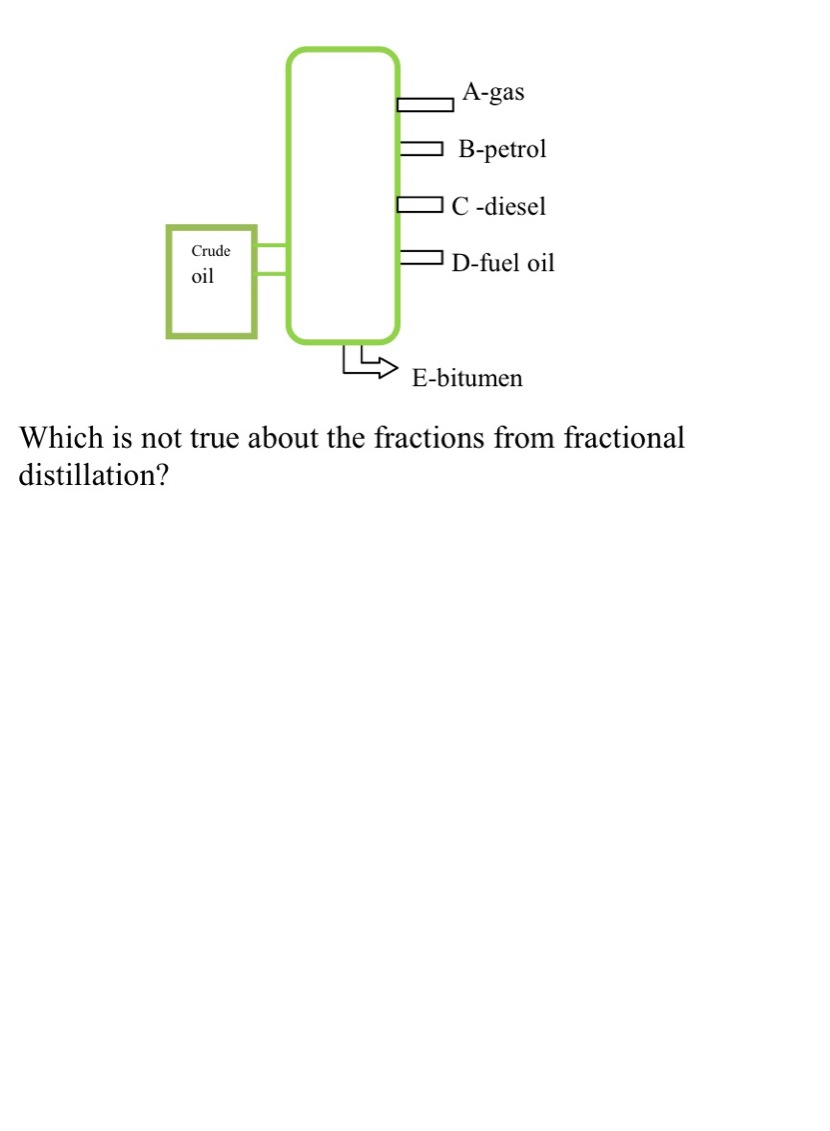 A-gas
B-petrol
C -diesel
Crude
oil
D-fuel oil
E-bitumen
Which is not true about the fractions from fractional
distillation?